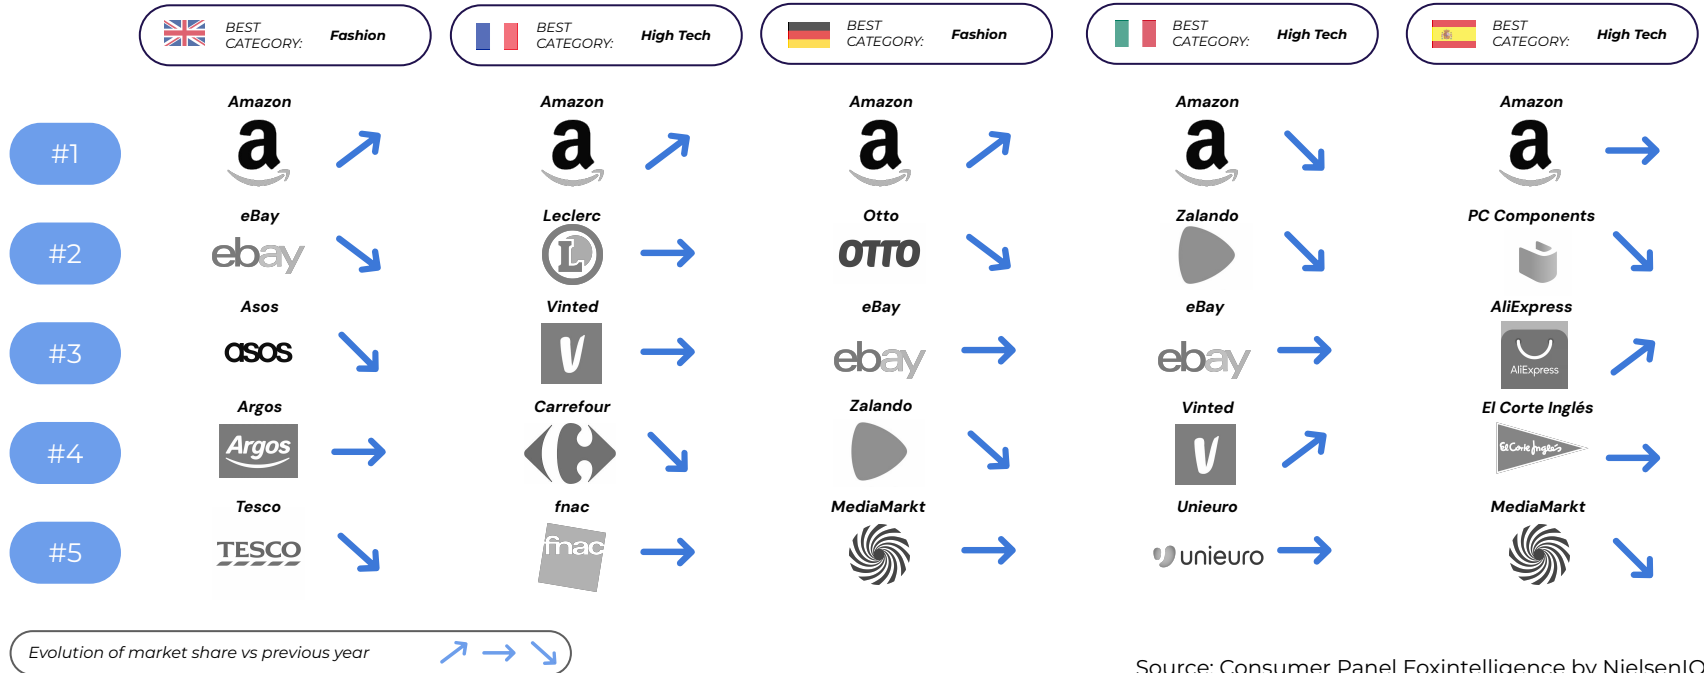 BEST
CATEGORY: Fashion
BEST
CATEGORY: High Tech
BEST
CATEGORY: Fashion
BEST
CATEGORY: High Tech
BEST
CATEGORY: High Tech
#1
Amazon
a
Amazon
a
Amazon
a
Amazon
a
Amazon
a
#2
eBay
ebay
Leclerc
L
Otto
OTTO
Zalando
PC Components
#3
Asos
asos
Vinted
V
eBay
ebay
eBay
ebay
AliExpress
AliExpress
#4
Argos
Argos
Carrefour
Zalando
Vinted
V
El Corte Inglés
El Corte Inglés
#5
Tesco
TESCO
fnac
fnac
MediaMarkt
Unieuro
unieuro
MediaMarkt
Evolution of market share vs previous year
Source: Consumer Panel Foxintelligence by NielsenIQ